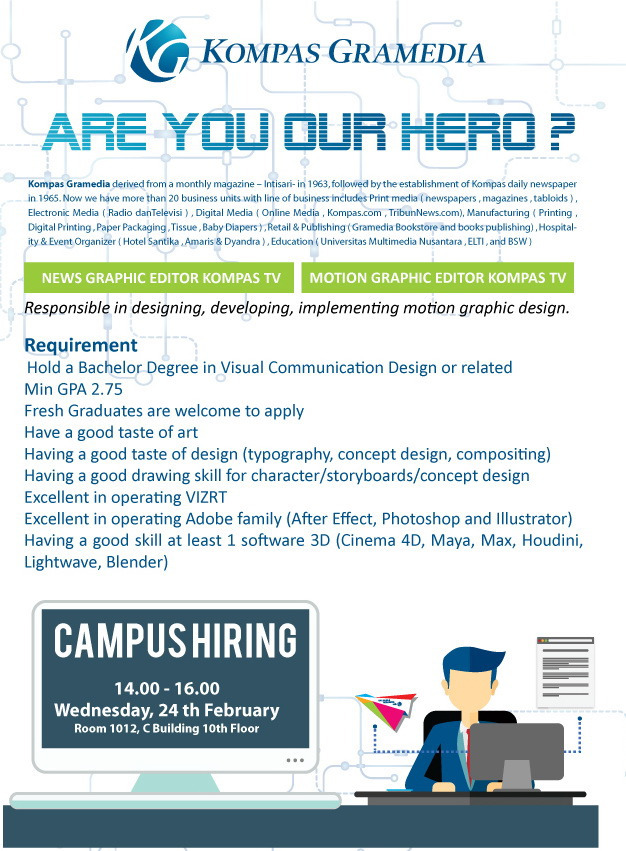 KG KOMPAS GRAMEDIA
ARE YOU OUR HERO ?
Kompas Gramedia derived from a monthly magazine – Intisari- in 1963, followed by the establishment of Kompas daily newspaper
in 1965. Now we have more than 20 business units with line of business includes Print media ( newspapers , magazines , tabloids ) ,
Electronic Media ( Radio danTelevisi ) , Digital Media ( Online Media , Kompas.com , TribunNews.com), Manufacturing ( Printing ,
Digital Printing , Paper Packaging , Tissue , Baby Diapers ) , Retail & Publishing ( Gramedia Bookstore and books publishing) , Hospital-
ity & Event Organizer ( Hotel Santika , Amaris & Dyandra ) , Education ( Universitas Multimedia Nusantara , ELTI , and BSW )
NEWS GRAPHIC EDITOR KOMPAS TV
MOTION GRAPHIC EDITOR KOMPAS TV
Responsible in designing, developing, implementing motion graphic design.
Requirement
Hold a Bachelor Degree in Visual Communication Design or related
Min GPA 2.75
Fresh Graduates are welcome to apply
Have a good taste of art
Having a good taste of design (typography, concept design, compositing)
Having a good drawing skill for character/storyboards/concept design
Excellent in operating VIZRT
Excellent in operating Adobe family (After Effect, Photoshop and Illustrator)
Having a good skill at least 1 software 3D (Cinema 4D, Maya, Max, Houdini,
Lightwave, Blender)
CAMPUS HIRING
14.00 - 16.00
Wednesday, 24 th February
Room 1012, C Building 10th Floor